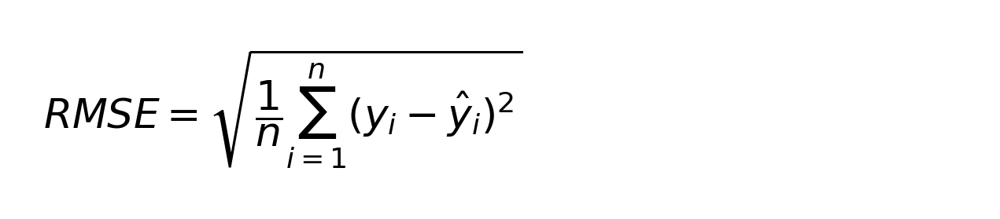 RMSE = \sqrt{\frac{1}{n} \sum_{i=1}^{n} (y_i - \hat{y}_i)^2}